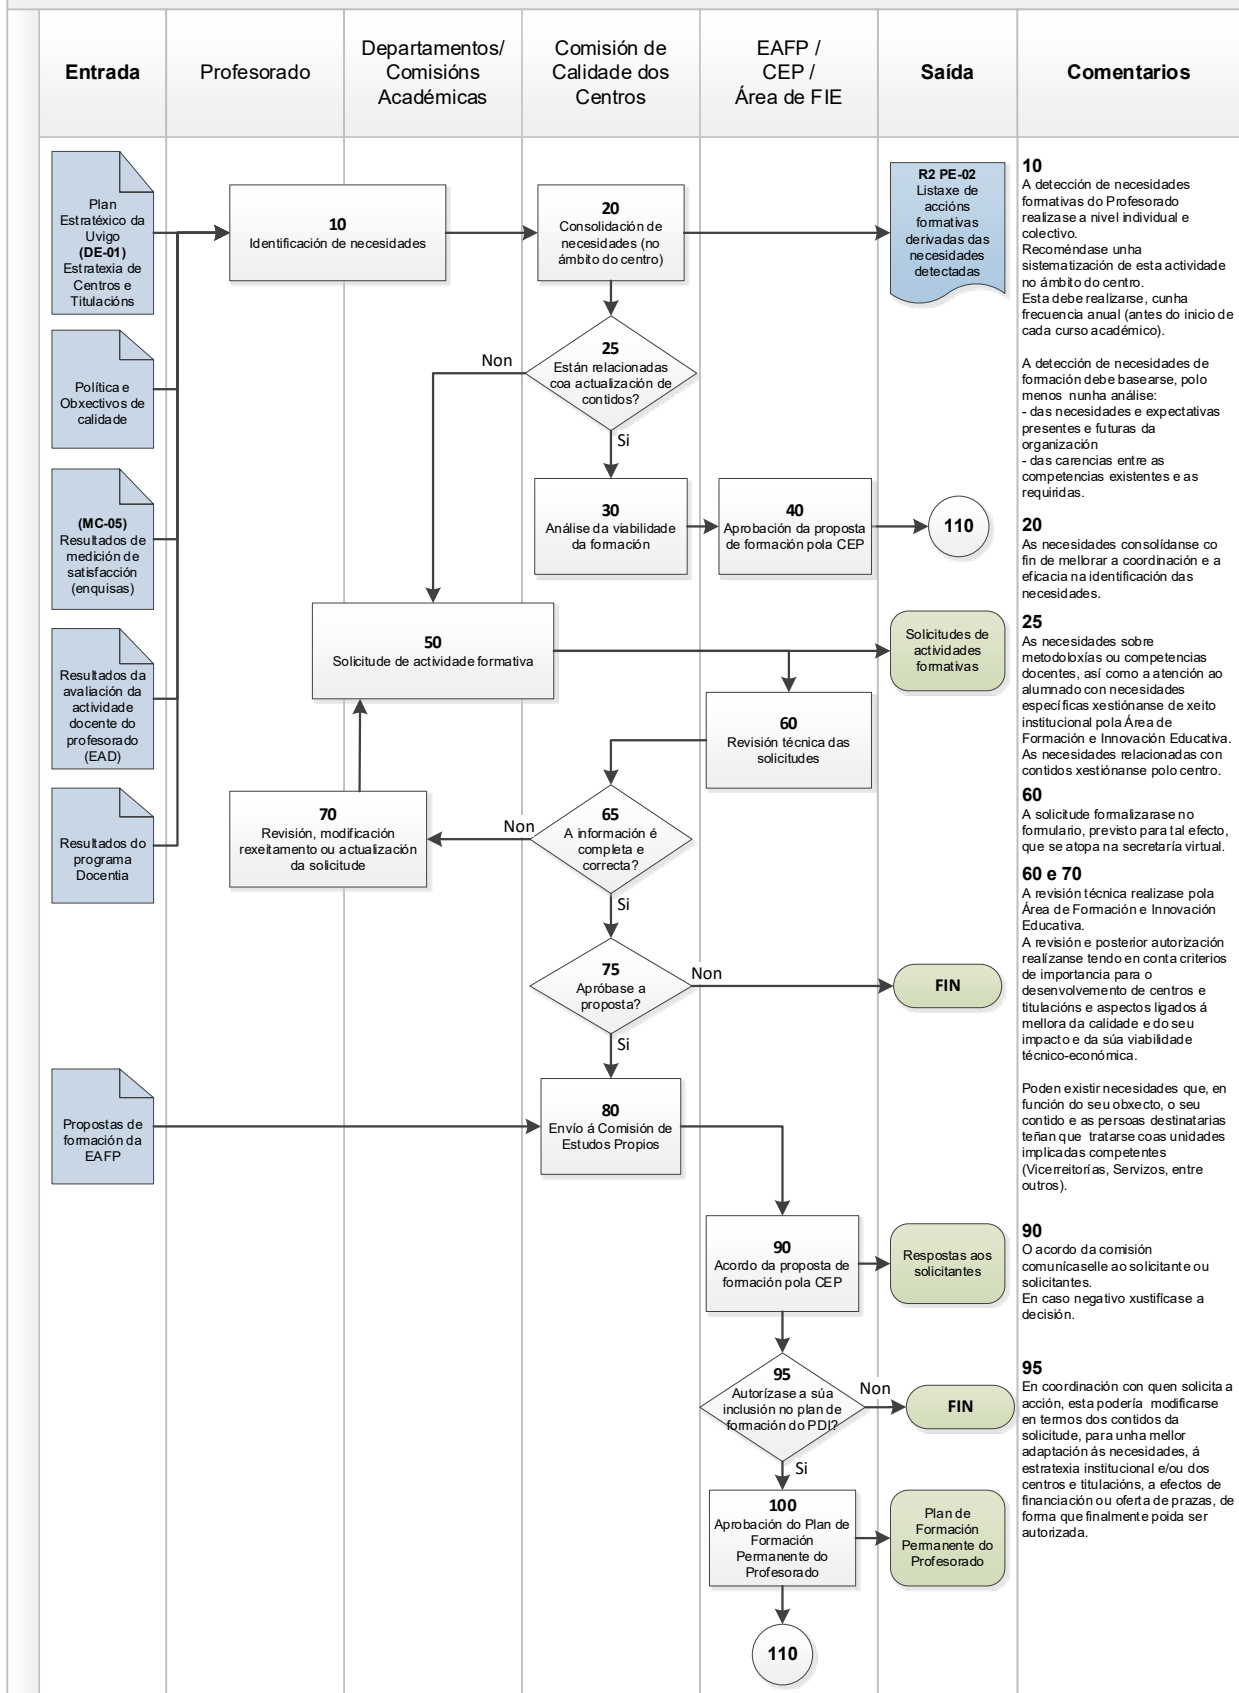 Entrada
Profesorado
Departamentos/
Comisións
Académicas
Comisión de
Calidade dos
Centros
EAFP /
CEP /
Área de FIE
Saída
Comentarios
Plan
Estratéxico da
Uvigo
(DE-01)
Estratexia de
Centros e
Titulacións
Política e
Obxectivos de
calidade
(MC-05)
Resultados de
medición de
satisfacción
(enquisas)
Resultados da
avaliación da
actividade
docente do
profesorado
(EAD)
Resultados do
programa
Docentia
Propostas de
formación da
EAFP
10
Identificación de necesidades
20
Consolidación de
necesidades (no
ámbito do centro)
R2 PE-02
Listaxe de
accións
formativas
derivadas das
necesidades
detectadas
25
Están relacionadas
coa actualización de
contidos?
Non
Si
30
Análise da viabilidade
da formación
40
Aprobación da proposta
de formación pola CEP
110
50
Solicitude de actividade formativa
Solicitudes de
actividades
formativas
60
Revisión técnica das
solicitudes
65
A información é
completa e
correcta?
Non
Si
70
Revisión, modificación
rexeitamento ou actualización
da solicitude
75
Apróbase a
proposta?
Non
Si
FIN
80
Envío á Comisión de
Estudos Propios
90
Acordo da proposta de
formación pola CEP
Respostas aos
solicitantes
95
Autorízase a súa
inclusión no plan de
formación do PDI?
Non
Si
FIN
100
Aprobación do Plan de
Formación
Permanente do
Profesorado
Plan de
Formación
Permanente do
Profesorado
110
10
A detección de necesidades
formativas do Profesorado
realizase a nivel individual e
colectivo.
Recoméndase unha
sistematización de esta actividade
no ámbito do centro.
Esta debe realizarse, cunha
frecuencia anual (antes do inicio de
cada curso académico).
A detección de necesidades de
formación debe basearse, polo
menos nunha análise:
- das necesidades e expectativas
presentes e futuras da
organización
- das carencias entre as
competencias existentes e as
requiridas.
20
As necesidades consolídanse co
fin de mellorar a coordinación e a
eficacia na identificación das
necesidades.
25
As necesidades sobre
metodoloxías ou competencias
docentes, así como a atención ao
alumnado con necesidades
específicas xestiónanse de xeito
institucional pola Área de
Formación e Innovación Educativa.
As necesidades relacionadas con
contidos xestiónanse polo centro.
60
A solicitude formalizarase no
formulario, previsto para tal efecto,
que se atopa na secretaría virtual.
60 e 70
A revisión técnica realizase pola
Área de Formación e Innovación
Educativa.
A revisión e posterior autorización
realízanse tendo en conta criterios
de importancia para o
desenvolvemento de centros e
titulacións e aspectos ligados á
mellora da calidade e do seu
impacto e da súa viabilidade
técnico-económica.
Poden existir necesidades que, en
función do seu obxecto, o seu
contido e as persoas destinatarias
teñan que tratarse coas unidades
implicadas competentes
(Vicerreitorías, Servizos, entre
outros).
90
O acordo da comisión
comunícaselle ao solicitante ou
solicitantes.
En caso negativo xustifícase a
decisión.
95
En coordinación con quen solicita a
acción, esta podería modificarse
en termos dos contidos da
solicitude, para unha mellor
adaptación ás necesidades, á
estratexia institucional e/ou dos
centros e titulacións, a efectos de
financiación ou oferta de prazas, de
forma que finalmente poida ser
autorizada.